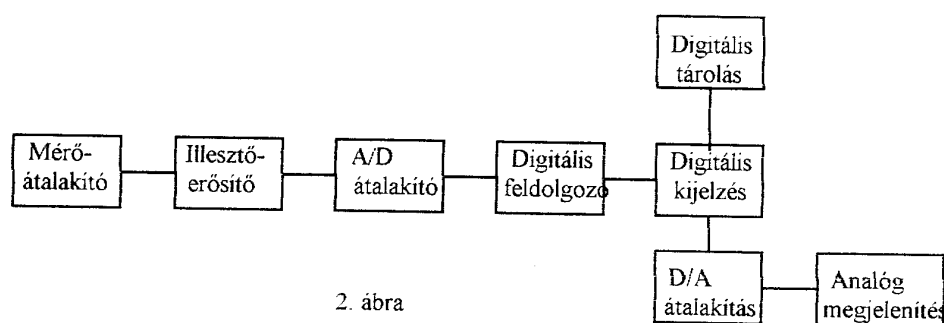 Digitális
tárolás
Mérő-
átalakító
Illesztő-
erősítő
A/D
átalakító
Digitális
feldolgozó
Digitális
kijelzés
D/A
átalakítás
Analóg
megjelenítés
2. ábra